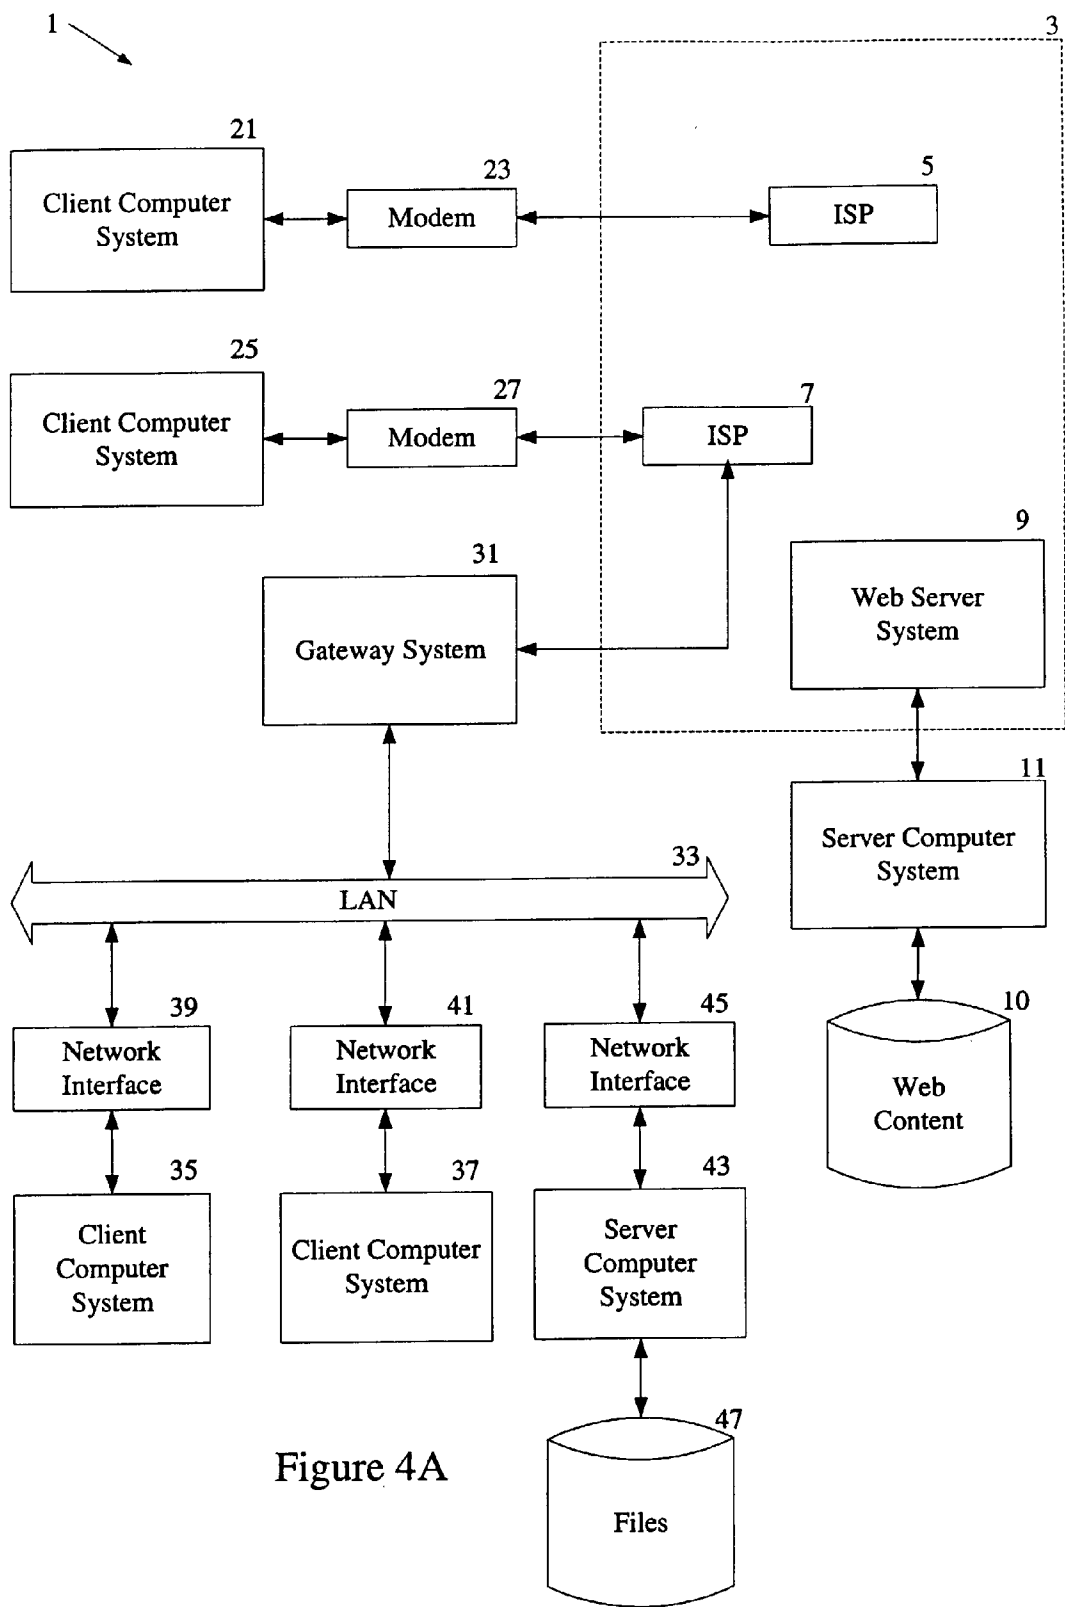 1
3
21
23
5
Client Computer
System
Modem
ISP
25
27
7
Client Computer
System
Modem
ISP
9
31
Web Server
System
Gateway System
11
Server Computer
System
33
LAN
10
39
41
45
Network
Interface
Network
Interface
Network
Interface
Web
Content
35
37
43
Client
Computer
System
Client Computer
System
Server
Computer
System
47
Figure 4A
Files